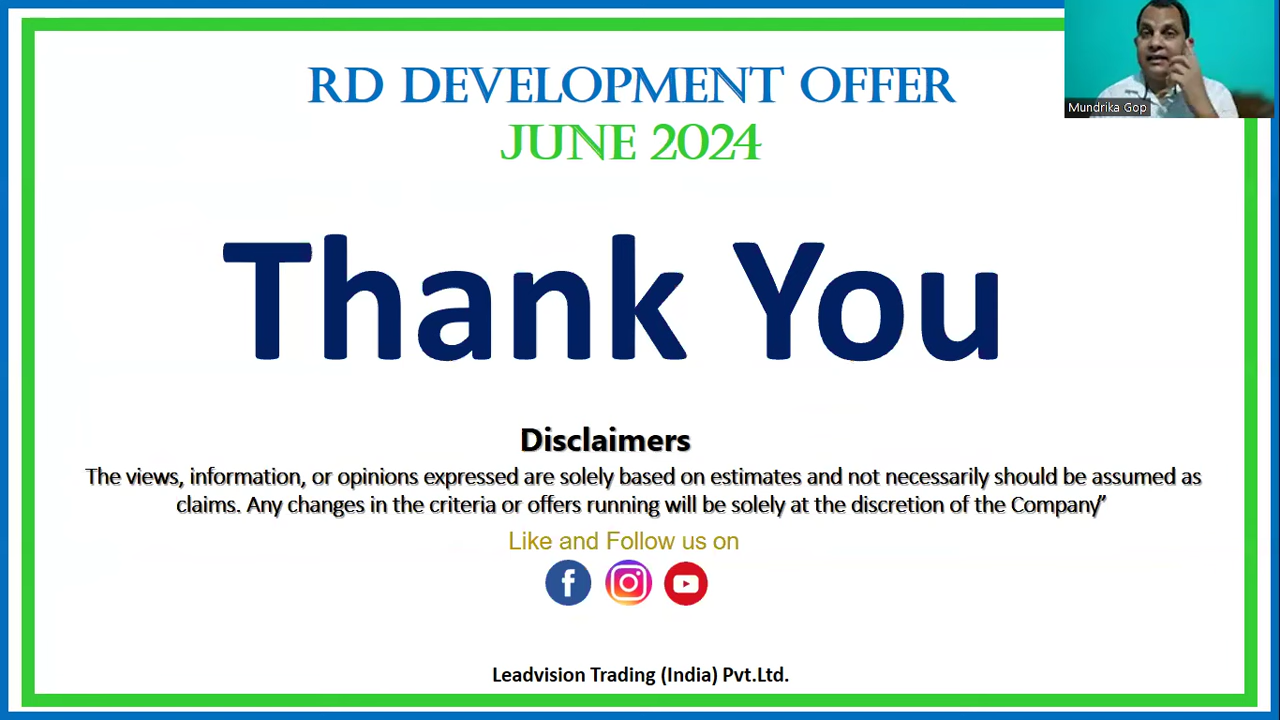 RD DEVELOPMENT OFFER
JUNE 2024
Mundrika Gop
Thank You
Disclaimers
The views, information, or opinions expressed are solely based on estimates and not necessarily should be assumed as
claims. Any changes in the criteria or offers running will be solely at the discretion of the Company”
Like and Follow us on
Leadvision Trading (India) Pvt.Ltd.